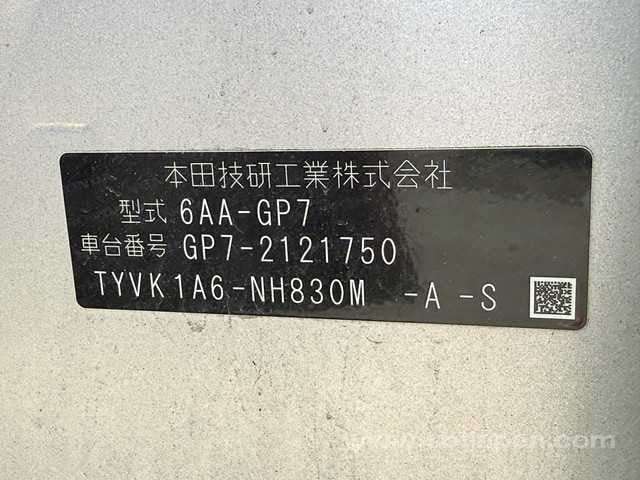 本田技研工業株式会社
型式 6AA-GP7
車台番号 GP7-2121750
TYVK1A6-NH830M -A -S